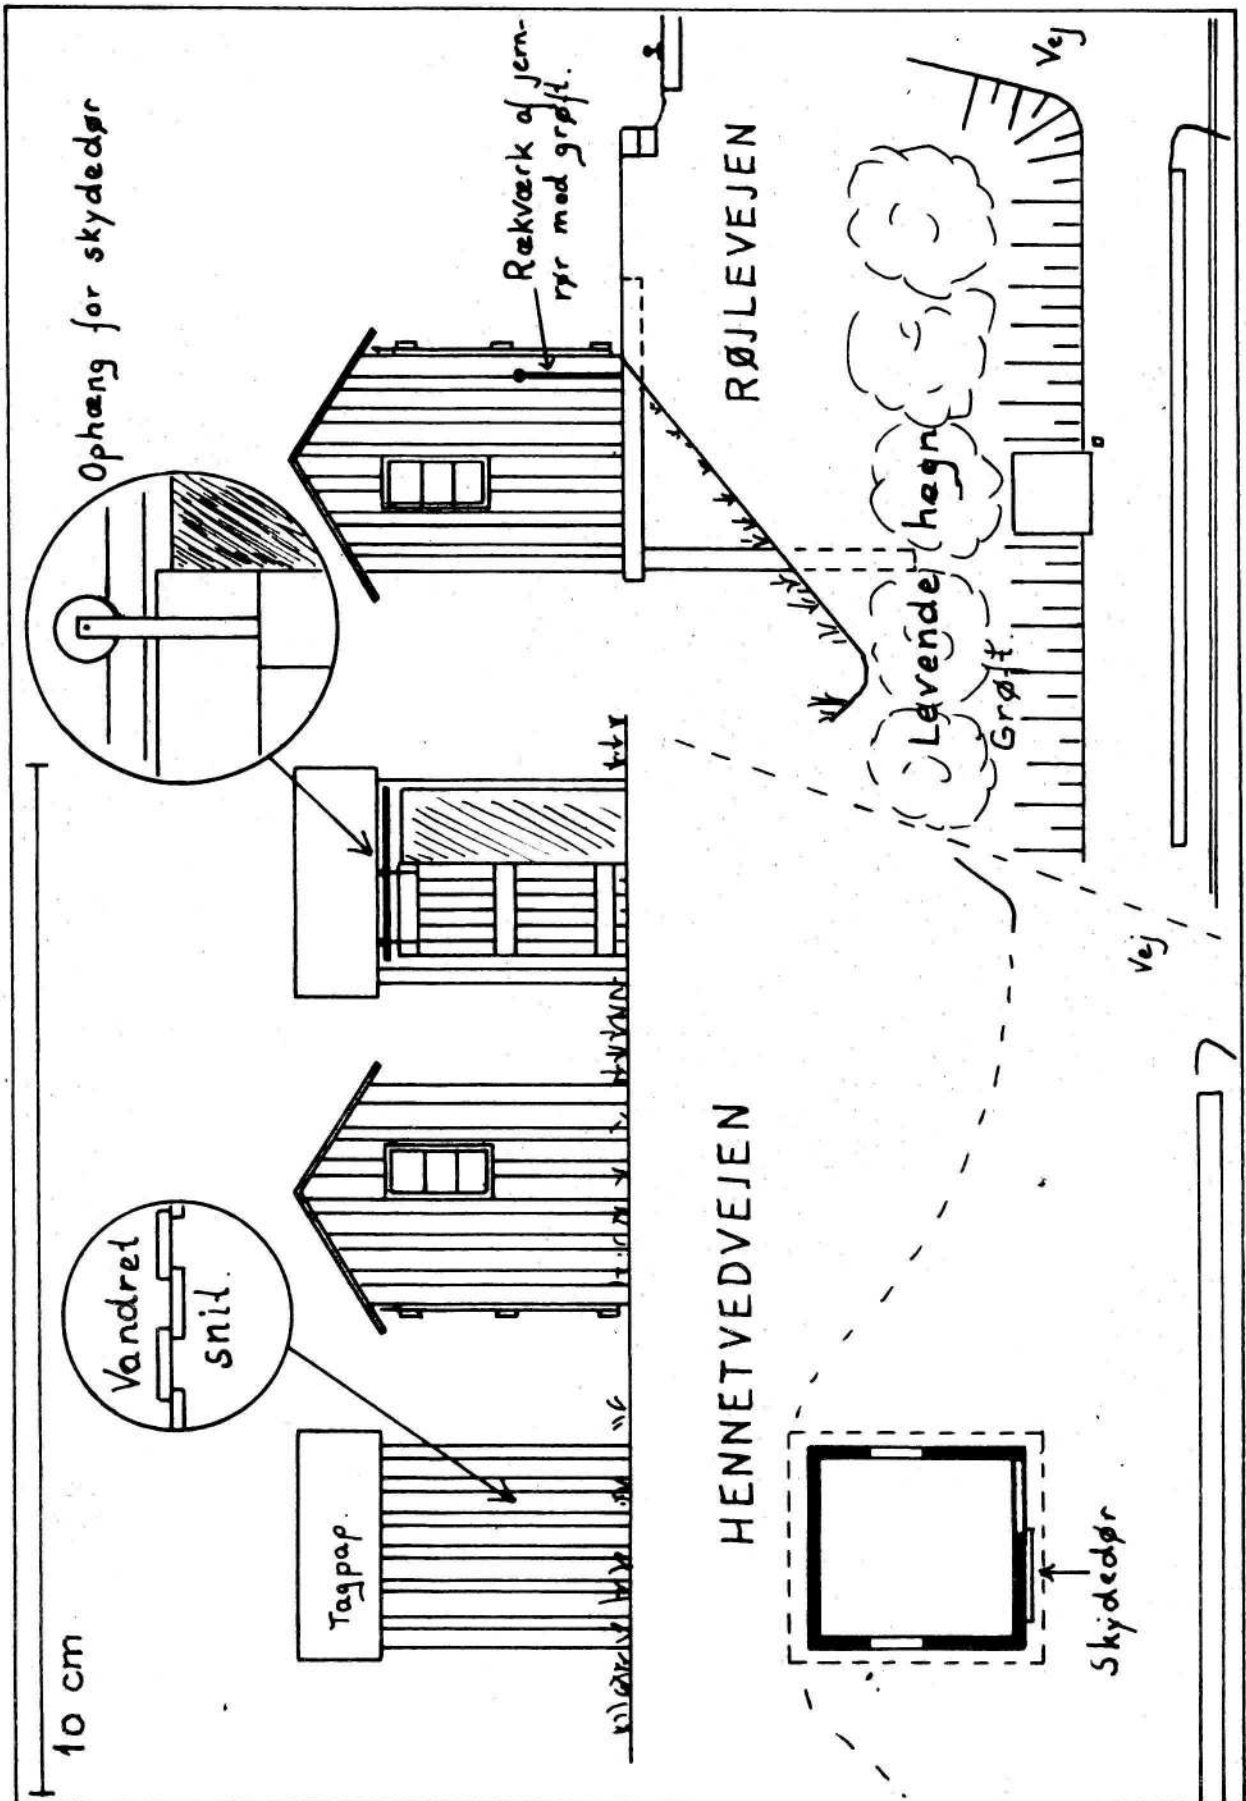 10 cm
Vandret
snit.
Ophæng for skydedør
Tagpap.
Rækværk af jern-
rør mod grøft.
HENNETVEDVEJEN
RØJLEVEJEN
Levende hegn
Grøft.
Vej
Vej
Skydedør